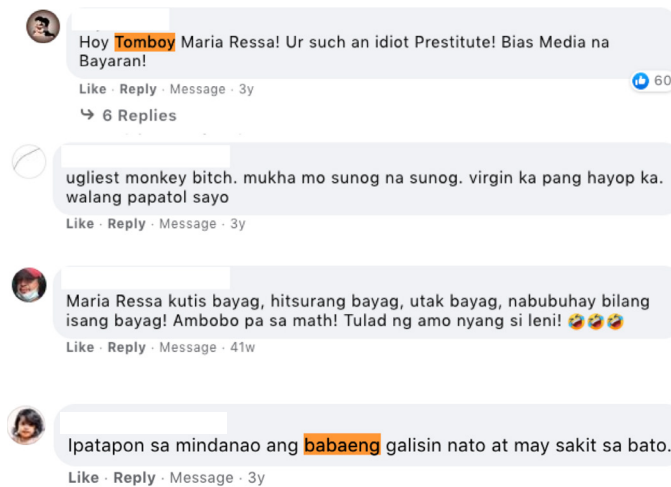 Hoy Tomboy Maria Ressa! Ur such an idiot Prestitute! Bias Media na
Bayaran!
Like · Reply · Message · 3y
60
6 Replies
ugliest monkey bitch. mukha mo sunog na sunog. virgin ka pang hayop ka.
walang papatol sayo
Like · Reply · Message · 3y
Maria Ressa kutis bayag, hitsurang bayag, utak bayag, nabubuhay bilang
isang bayag! Ambobo pa sa math! Tulad ng amo nyang si leni! 🤣🤣🤣
Like · Reply · Message · 41w
Ipatapon sa mindanao ang babaeng galisin nato at may sakit sa bato.
Like · Reply · Message · 3y